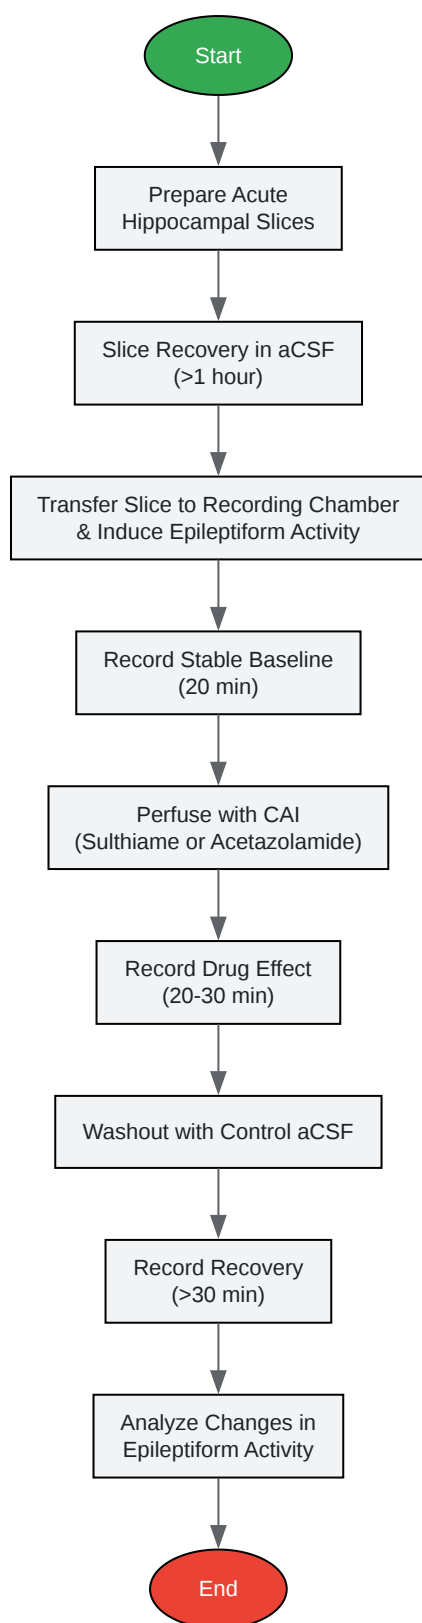 Start
Prepare Acute
Hippocampal Slices
Slice Recovery in aCSF
(>1 hour)
Transfer Slice to Recording Chamber
& Induce Epileptiform Activity
Record Stable Baseline
(20 min)
Perfuse with CAI
(Sulthiame or Acetazolamide)
Record Drug Effect
(20-30 min)
Washout with Control aCSF
Record Recovery
(>30 min)
Analyze Changes in
Epileptiform Activity
End